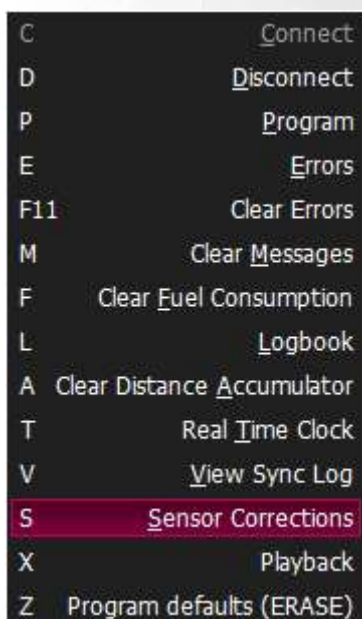 C Connect
D Disconnect
P Program
E Errors
F11 Clear Errors
M Clear Messages
F Clear Fuel Consumption
L Logbook
A Clear Distance Accumulator
T Real Time Clock
V View Sync Log
S Sensor Corrections
X Playback
Z Program defaults (ERASE)